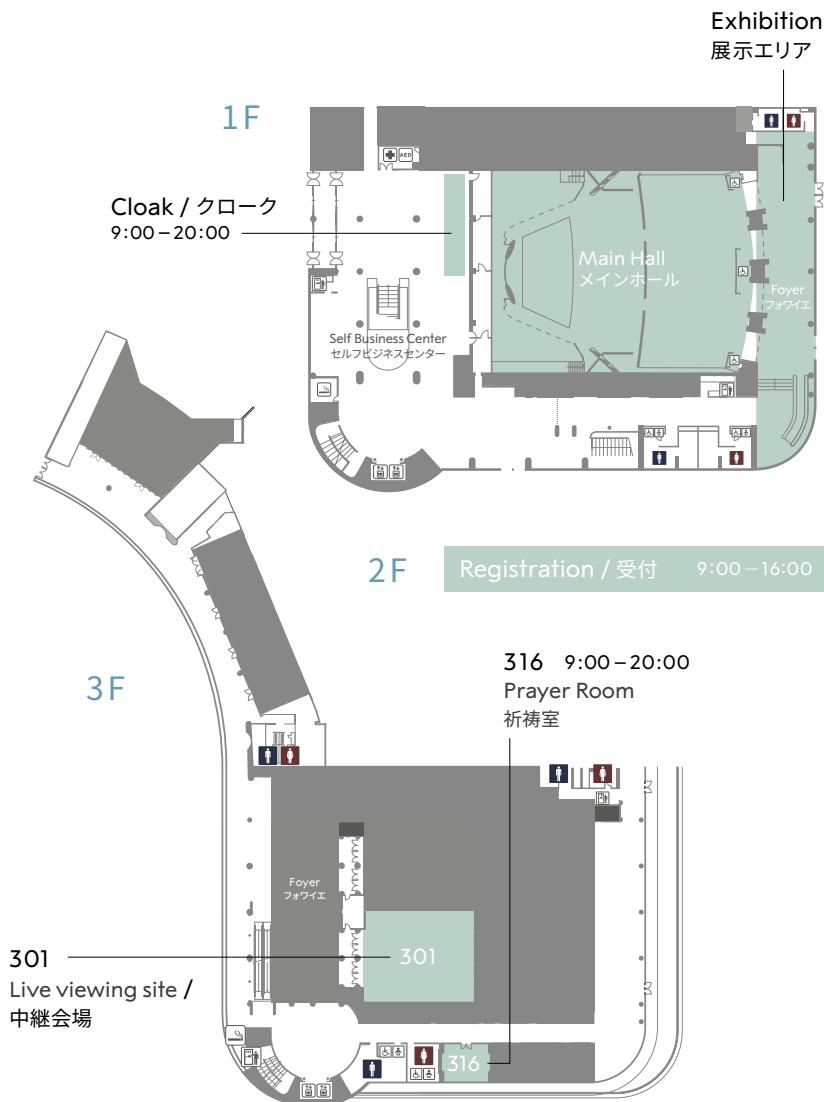 Exhibition
展示エリア
1F
AED
Cloak / クローク
9:00–20:00
Main Hall
メインホール
Foyer
フォワイエ
Self Business Center
セルフビジネスセンター
2F
Registration / 受付 9:00–16:00
316 9:00–20:00
Prayer Room
祈祷室
3F
Foyer
フォワイエ
301
301
Live viewing site /
中継会場
316